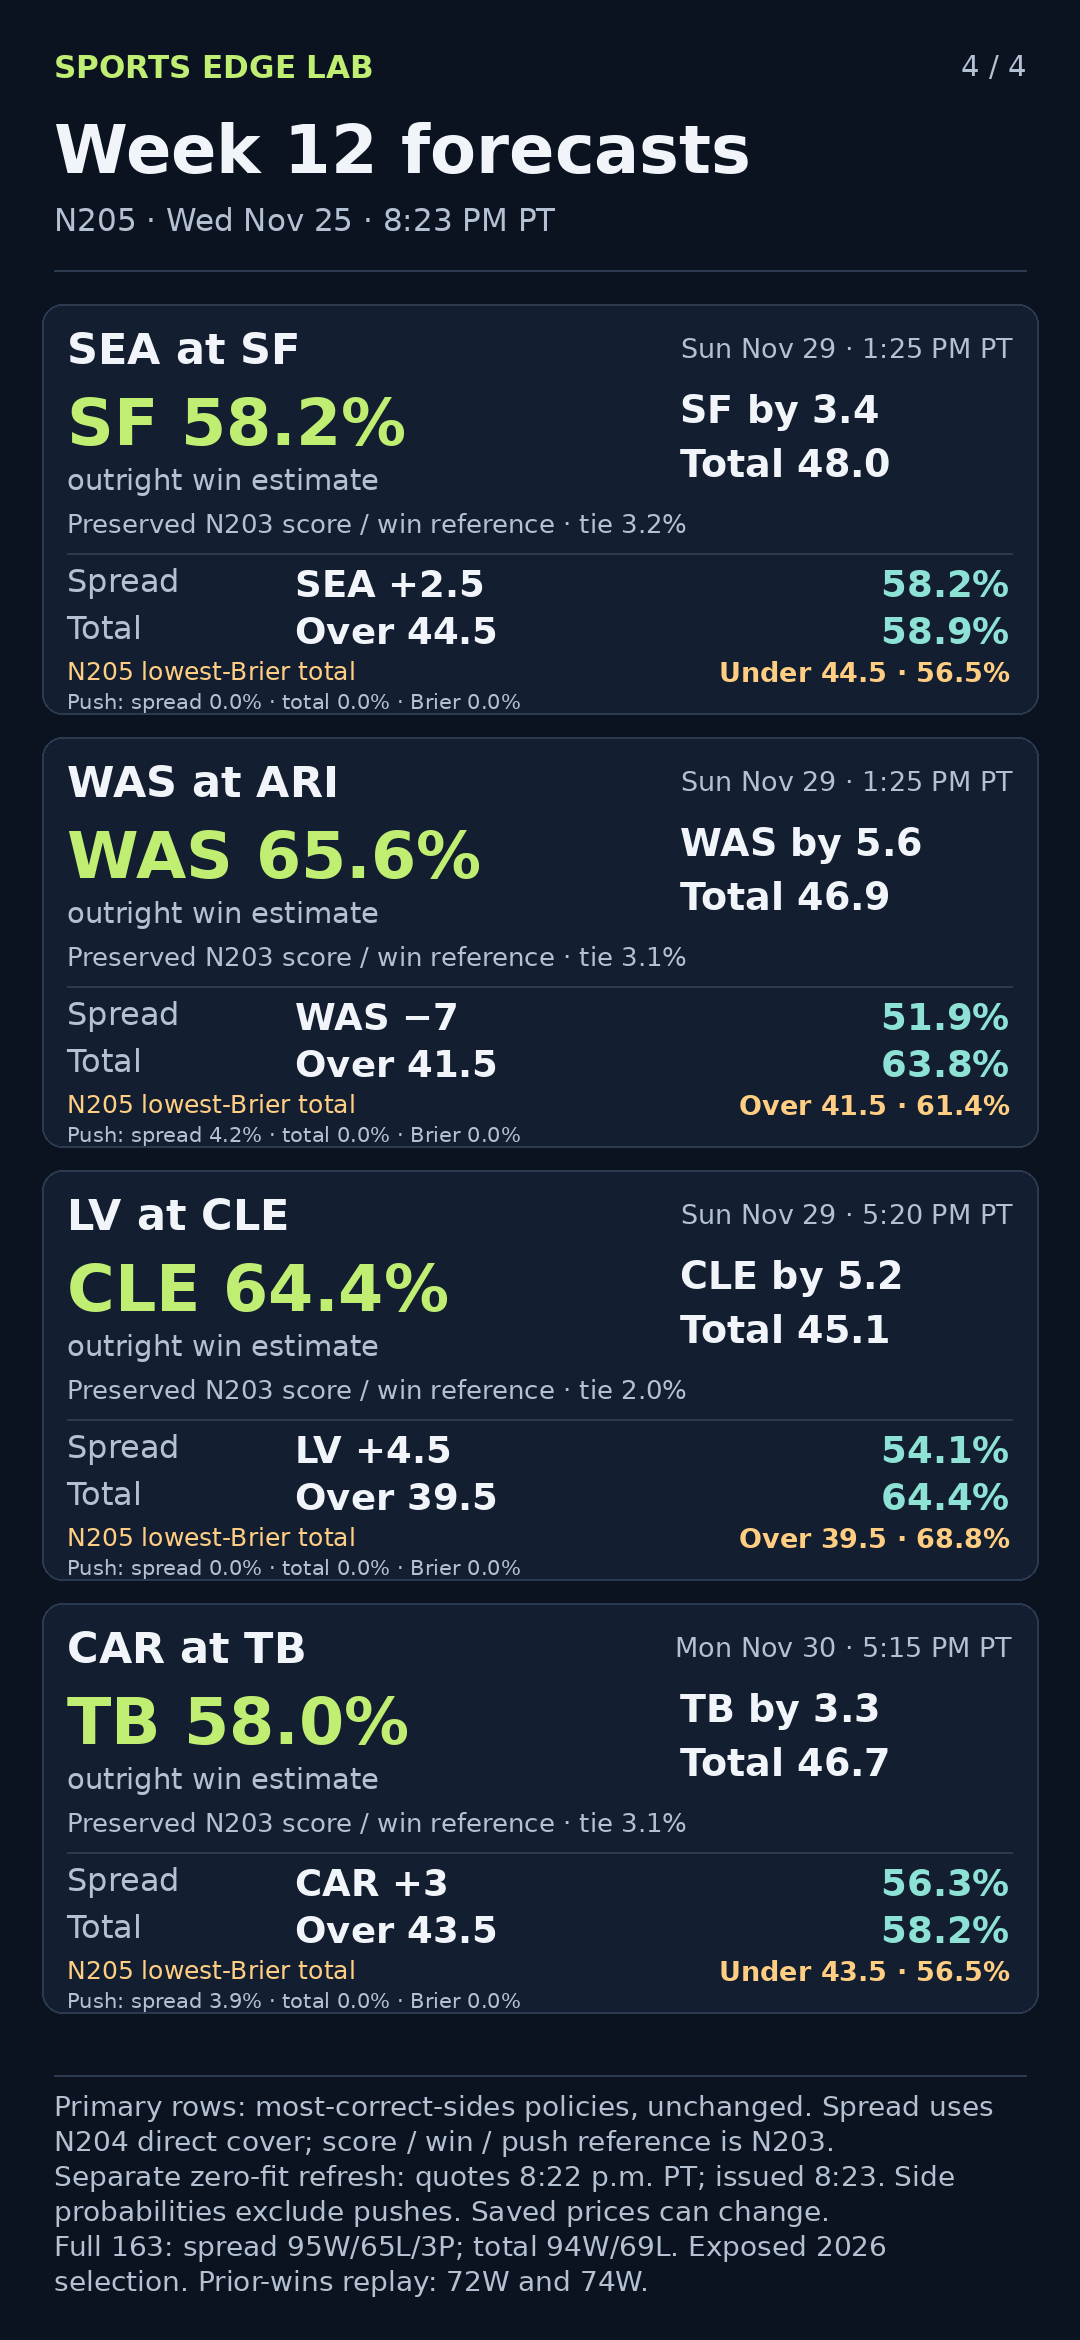 SPORTS EDGE LAB
4 / 4
Week 12 forecasts
N205 · Wed Nov 25 · 8:23 PM PT
SEA at SF
Sun Nov 29 · 1:25 PM PT
SF 58.2%
SF by 3.4
Total 48.0
outright win estimate
Preserved N203 score / win reference · tie 3.2%
Spread SEA +2.5 58.2%
Total Over 44.5 58.9%
N205 lowest-Brier total Under 44.5 · 56.5%
Push: spread 0.0% · total 0.0% · Brier 0.0%
WAS at ARI
Sun Nov 29 · 1:25 PM PT
WAS 65.6%
WAS by 5.6
Total 46.9
outright win estimate
Preserved N203 score / win reference · tie 3.1%
Spread WAS −7 51.9%
Total Over 41.5 63.8%
N205 lowest-Brier total Over 41.5 · 61.4%
Push: spread 4.2% · total 0.0% · Brier 0.0%
LV at CLE
Sun Nov 29 · 5:20 PM PT
CLE 64.4%
CLE by 5.2
Total 45.1
outright win estimate
Preserved N203 score / win reference · tie 2.0%
Spread LV +4.5 54.1%
Total Over 39.5 64.4%
N205 lowest-Brier total Over 39.5 · 68.8%
Push: spread 0.0% · total 0.0% · Brier 0.0%
CAR at TB
Mon Nov 30 · 5:15 PM PT
TB 58.0%
TB by 3.3
Total 46.7
outright win estimate
Preserved N203 score / win reference · tie 3.1%
Spread CAR +3 56.3%
Total Over 43.5 58.2%
N205 lowest-Brier total Under 43.5 · 56.5%
Push: spread 3.9% · total 0.0% · Brier 0.0%
Primary rows: most-correct-sides policies, unchanged. Spread uses
N204 direct cover; score / win / push reference is N203.
Separate zero-fit refresh: quotes 8:22 p.m. PT; issued 8:23. Side
probabilities exclude pushes. Saved prices can change.
Full 163: spread 95W/65L/3P; total 94W/69L. Exposed 2026
selection. Prior-wins replay: 72W and 74W.